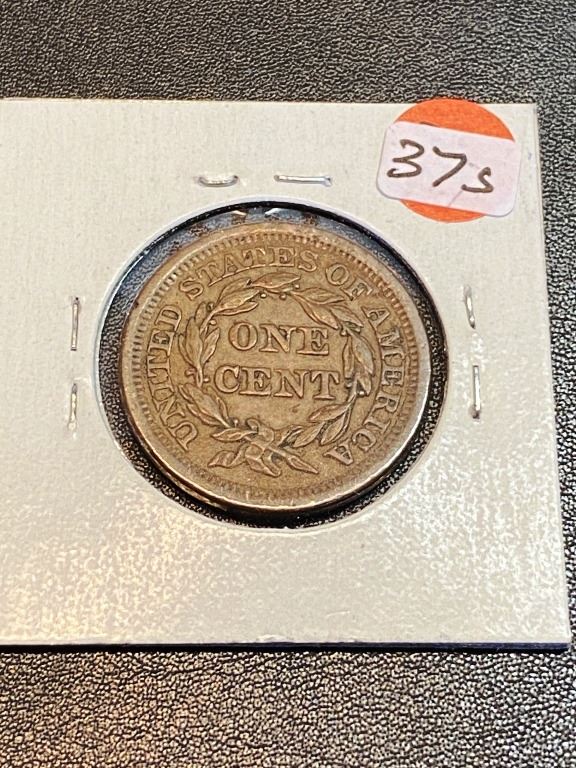 37s
UNITED STATES OF AMERICA
ONE
CENT